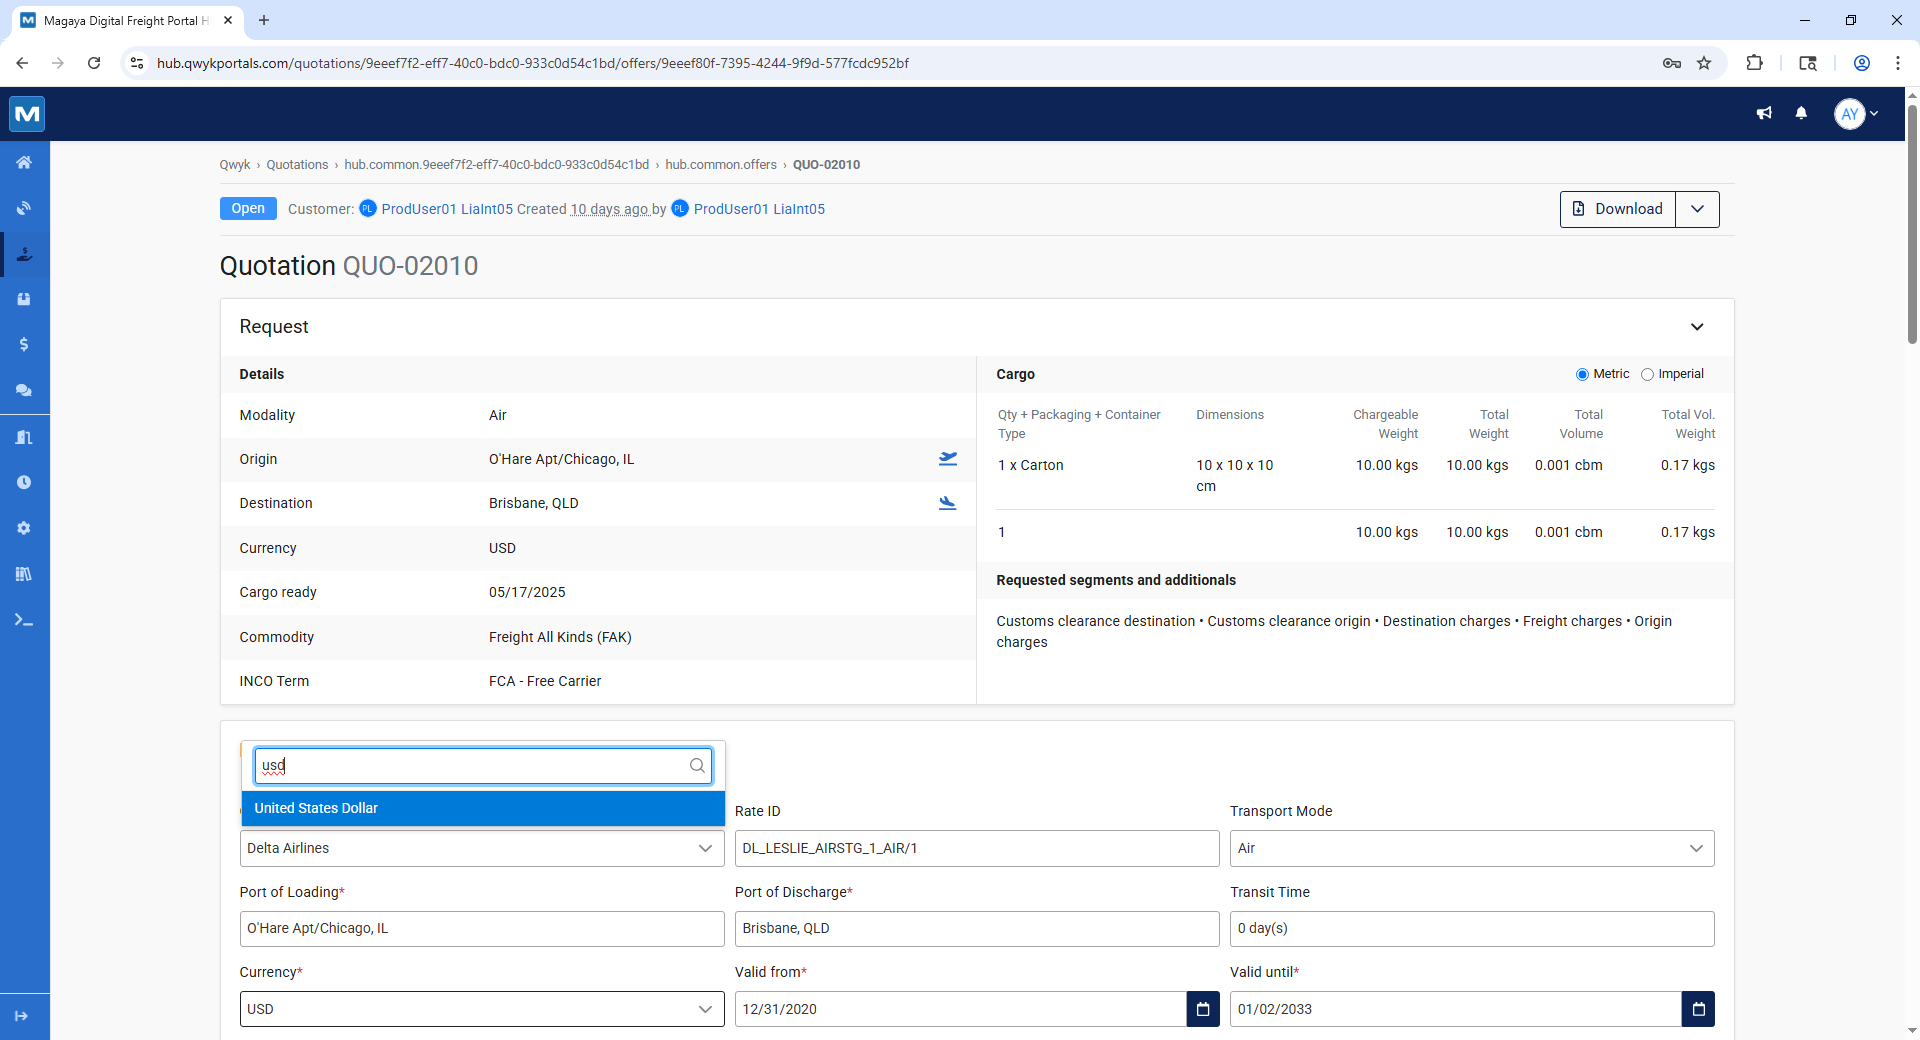 Magaya Digital Freight Portal H
hub.qwykportals.com/quotations/9eeef7f2-eff7-40c0-bdc0-933c0d54c1bd/offers/9eeef80f-7395-4244-9f9d-577fcdc952bf
AY
Qwyk › Quotations › hub.common.9eeef7f2-eff7-40c0-bdc0-933c0d54c1bd › hub.common.offers › QUO-02010
Open Customer: PL ProdUser01 LiaInt05 Created 10 days ago by PL ProdUser01 LiaInt05
Download
Quotation QUO-02010
Request
Details
Modality Air
Origin O'Hare Apt/Chicago, IL
Destination Brisbane, QLD
Currency USD
Cargo ready 05/17/2025
Commodity Freight All Kinds (FAK)
INCO Term FCA - Free Carrier
Cargo Metric Imperial
Qty + Packaging + Container Type Dimensions Chargeable Weight Total Weight Total Volume Total Vol. Weight
1 x Carton 10 x 10 x 10 cm 10.00 kgs 10.00 kgs 0.001 cbm 0.17 kgs
1 10.00 kgs 10.00 kgs 0.001 cbm 0.17 kgs
Requested segments and additionals
Customs clearance destination • Customs clearance origin • Destination charges • Freight charges • Origin
charges
usd
United States Dollar
Rate ID Transport Mode
Delta Airlines DL_LESLIE_AIRSTG_1_AIR/1 Air
Port of Loading* Port of Discharge* Transit Time
O'Hare Apt/Chicago, IL Brisbane, QLD 0 day(s)
Currency* Valid from* Valid until*
USD 12/31/2020 01/02/2033